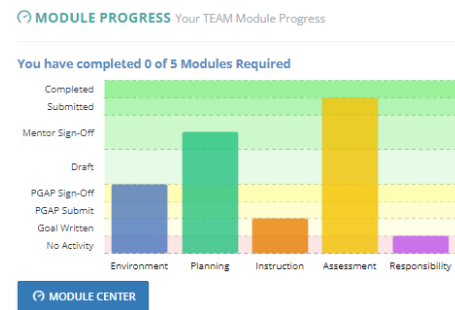 MODULE PROGRESS Your TEAM Module Progress
You have completed 0 of 5 Modules Required
Completed
Submitted
Mentor Sign-Off
Draft
PGAP Sign-Off
PGAP Submit
Goal Written
No Activity
Environment Planning Instruction Assessment Responsibility
MODULE CENTER